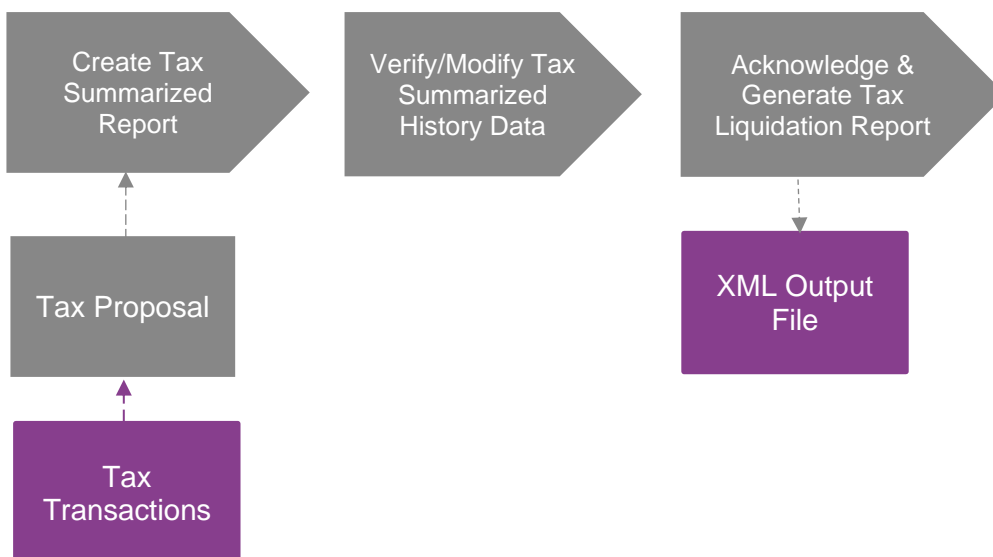 Create Tax
Summarized
Report
Verify/Modify Tax
Summarized
History Data
Acknowledge &
Generate Tax
Liquidation Report
Tax Proposal
XML Output
File
Tax
Transactions